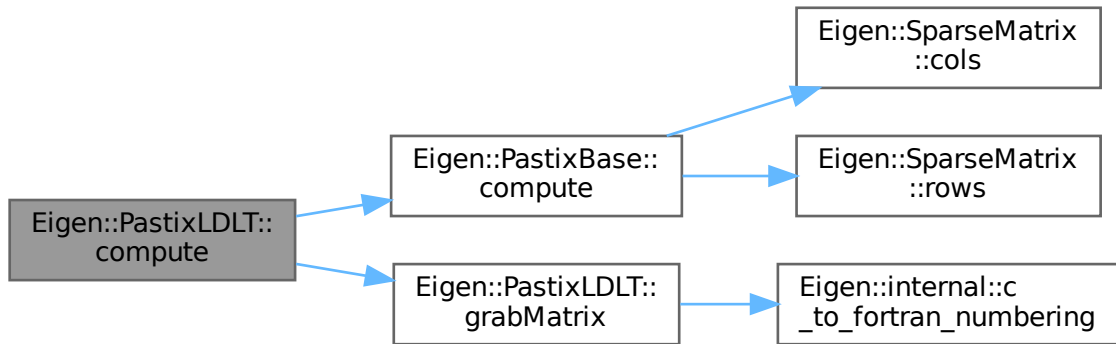 Eigen::SparseMatrix
::cols
Eigen::PastixBase::
compute
Eigen::SparseMatrix
::rows
Eigen::PastixLDLT::
compute
Eigen::PastixLDLT::
grabMatrix
Eigen::internal::c
_to_fortran_numbering